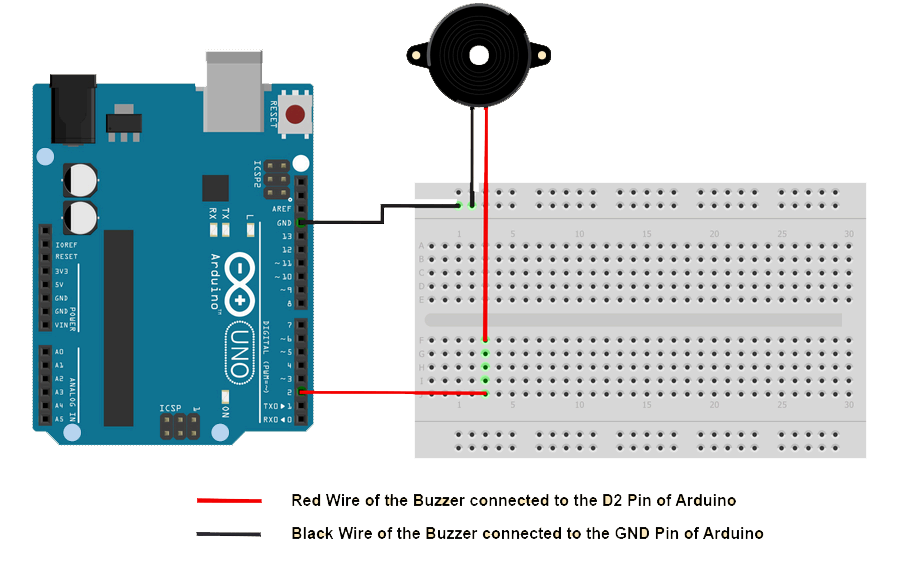 RESET
ICSP2
AREF
GND
13
12
~11
~10
~9
8
7
~6
~5
4
~3
2
TX0▶1
RX0◀0
RX
TX
L
Arduino™
UNO
DIGITAL (PWM=~)
IOREF
RESET
3V3
5V
GND
GND
VIN
POWER
A0
A1
A2
A3
A4
A5
ANALOG IN
ICSP
1
ON
1 5 10 15 20 25 30
A
B
C
D
E
F
G
H
I
1 5 10 15 20 25 30
Red Wire of the Buzzer connected to the D2 Pin of Arduino
Black Wire of the Buzzer connected to the GND Pin of Arduino